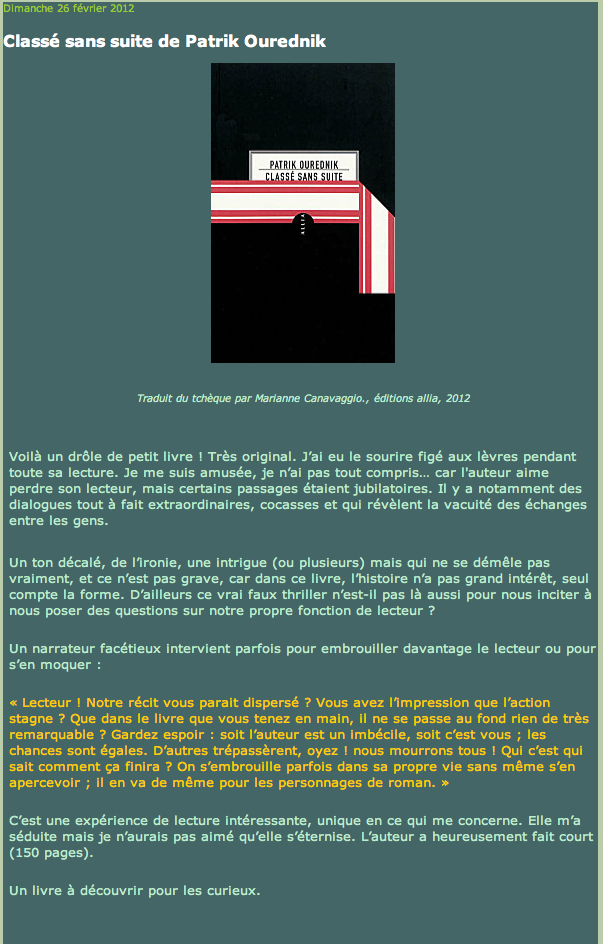 Dimanche 26 février 2012
Classé sans suite de Patrik Ourednik
PATRIK OUREDNIK
CLASSÉ SANS SUITE
ALLIA
Traduit du tchèque par Marianne Canavaggio., éditions allia, 2012
Voilà un drôle de petit livre ! Très original. J’ai eu le sourire figé aux lèvres pendant
toute sa lecture. Je me suis amusée, je n’ai pas tout compris… car l'auteur aime
perdre son lecteur, mais certains passages étaient jubilatoires. Il y a notamment des
dialogues tout à fait extraordinaires, cocasses et qui révèlent la vacuité des échanges
entre les gens.
Un ton décalé, de l’ironie, une intrigue (ou plusieurs) mais qui ne se démêle pas
vraiment, et ce n’est pas grave, car dans ce livre, l’histoire n’a pas grand intérêt, seul
compte la forme. D’ailleurs ce vrai faux thriller n’est-il pas là aussi pour nous inciter à
nous poser des questions sur notre propre fonction de lecteur ?
Un narrateur facétieux intervient parfois pour embrouiller davantage le lecteur ou pour
s’en moquer :
« Lecteur ! Notre récit vous parait dispersé ? Vous avez l’impression que l’action
stagne ? Que dans le livre que vous tenez en main, il ne se passe au fond rien de très
remarquable ? Gardez espoir : soit l’auteur est un imbécile, soit c’est vous ; les
chances sont égales. D’autres trépassèrent, oyez ! nous mourrons tous ! Qui c’est qui
sait comment ça finira ? On s’embrouille parfois dans sa propre vie sans même s’en
apercevoir ; il en va de même pour les personnages de roman. »
C’est une expérience de lecture intéressante, unique en ce qui me concerne. Elle m’a
séduite mais je n’aurais pas aimé qu’elle s’éternise. L’auteur a heureusement fait court
(150 pages).
Un livre à découvrir pour les curieux.